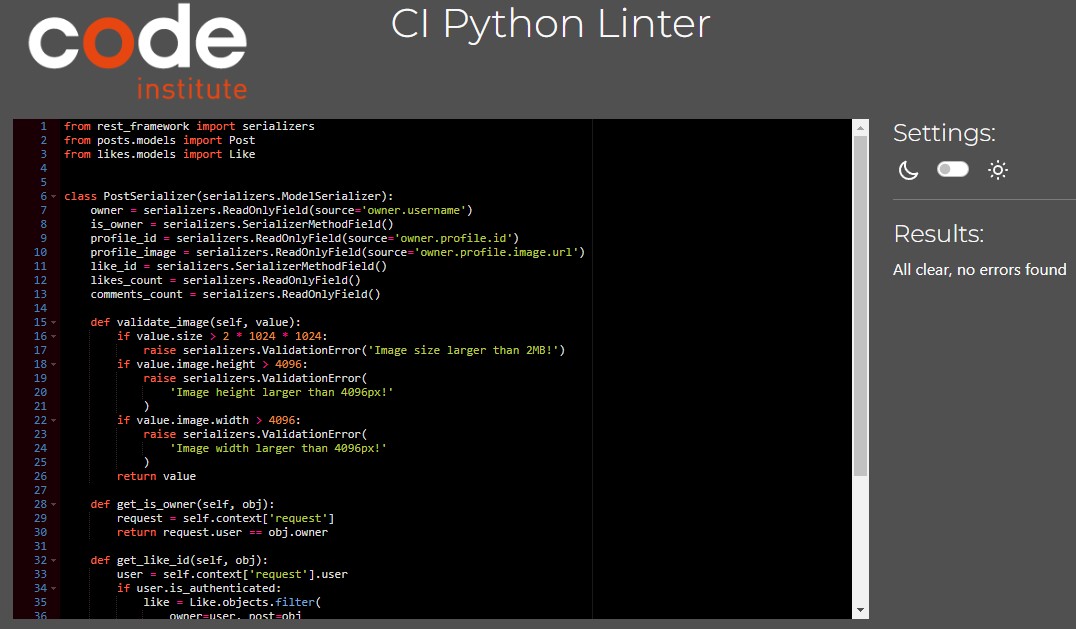 code
institute
CI Python Linter
1 from rest_framework import serializers
2 from posts.models import Post
3 from likes.models import Like
4
5
6 class PostSerializer(serializers.ModelSerializer):
7     owner = serializers.ReadOnlyField(source='owner.username')
8     is_owner = serializers.SerializerMethodField()
9     profile_id = serializers.ReadOnlyField(source='owner.profile.id')
10     profile_image = serializers.ReadOnlyField(source='owner.profile.image.url')
11     like_id = serializers.SerializerMethodField()
12     likes_count = serializers.ReadOnlyField()
13     comments_count = serializers.ReadOnlyField()
14
15     def validate_image(self, value):
16         if value.size > 2 * 1024 * 1024:
17             raise serializers.ValidationError('Image size larger than 2MB!')
18         if value.image.height > 4096:
19             raise serializers.ValidationError(
20                 'Image height larger than 4096px!'
21             )
22         if value.image.width > 4096:
23             raise serializers.ValidationError(
24                 'Image width larger than 4096px!'
25             )
26         return value
27
28     def get_is_owner(self, obj):
29         request = self.context['request']
30         return request.user == obj.owner
31
32     def get_like_id(self, obj):
33         user = self.context['request'].user
34         if user.is_authenticated:
35             like = Like.objects.filter(
36                 owner=user, post=obj
Settings:
Results:
All clear, no errors found